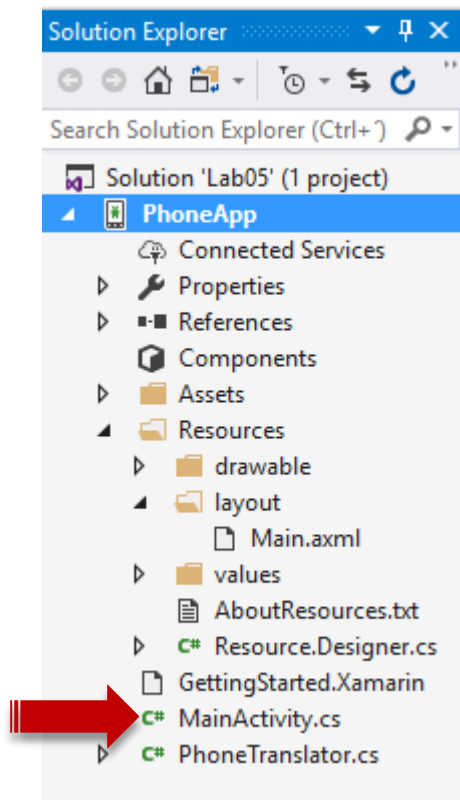 Solution Explorer
Search Solution Explorer (Ctrl+´)
Solution 'Lab05' (1 project)
PhoneApp
Connected Services
Properties
References
Components
Assets
Resources
drawable
layout
Main.axml
values
AboutResources.txt
C# Resource.Designer.cs
GettingStarted.Xamarin
C# MainActivity.cs
C# PhoneTranslator.cs